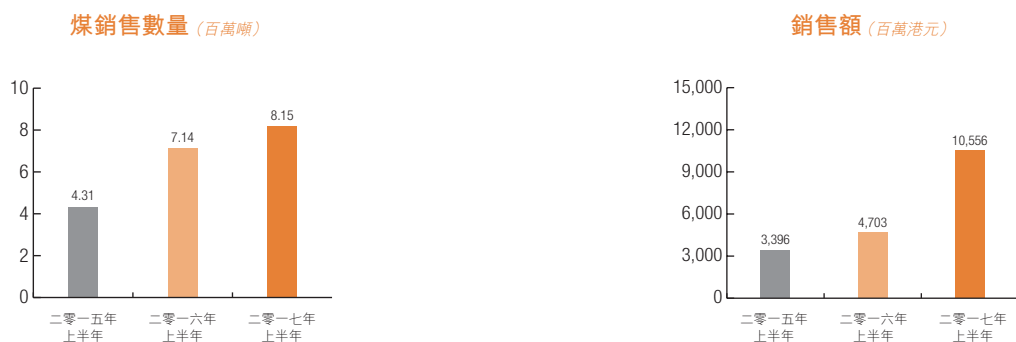 煤銷售數量（百萬噸）
10
8
6
4
2
0
4.31
7.14
8.15
二零一五年
上半年
二零一六年
上半年
二零一七年
上半年
銷售額（百萬港元）
15,000
12,000
9,000
6,000
3,000
0
3,396
4,703
10,556
二零一五年
上半年
二零一六年
上半年
二零一七年
上半年